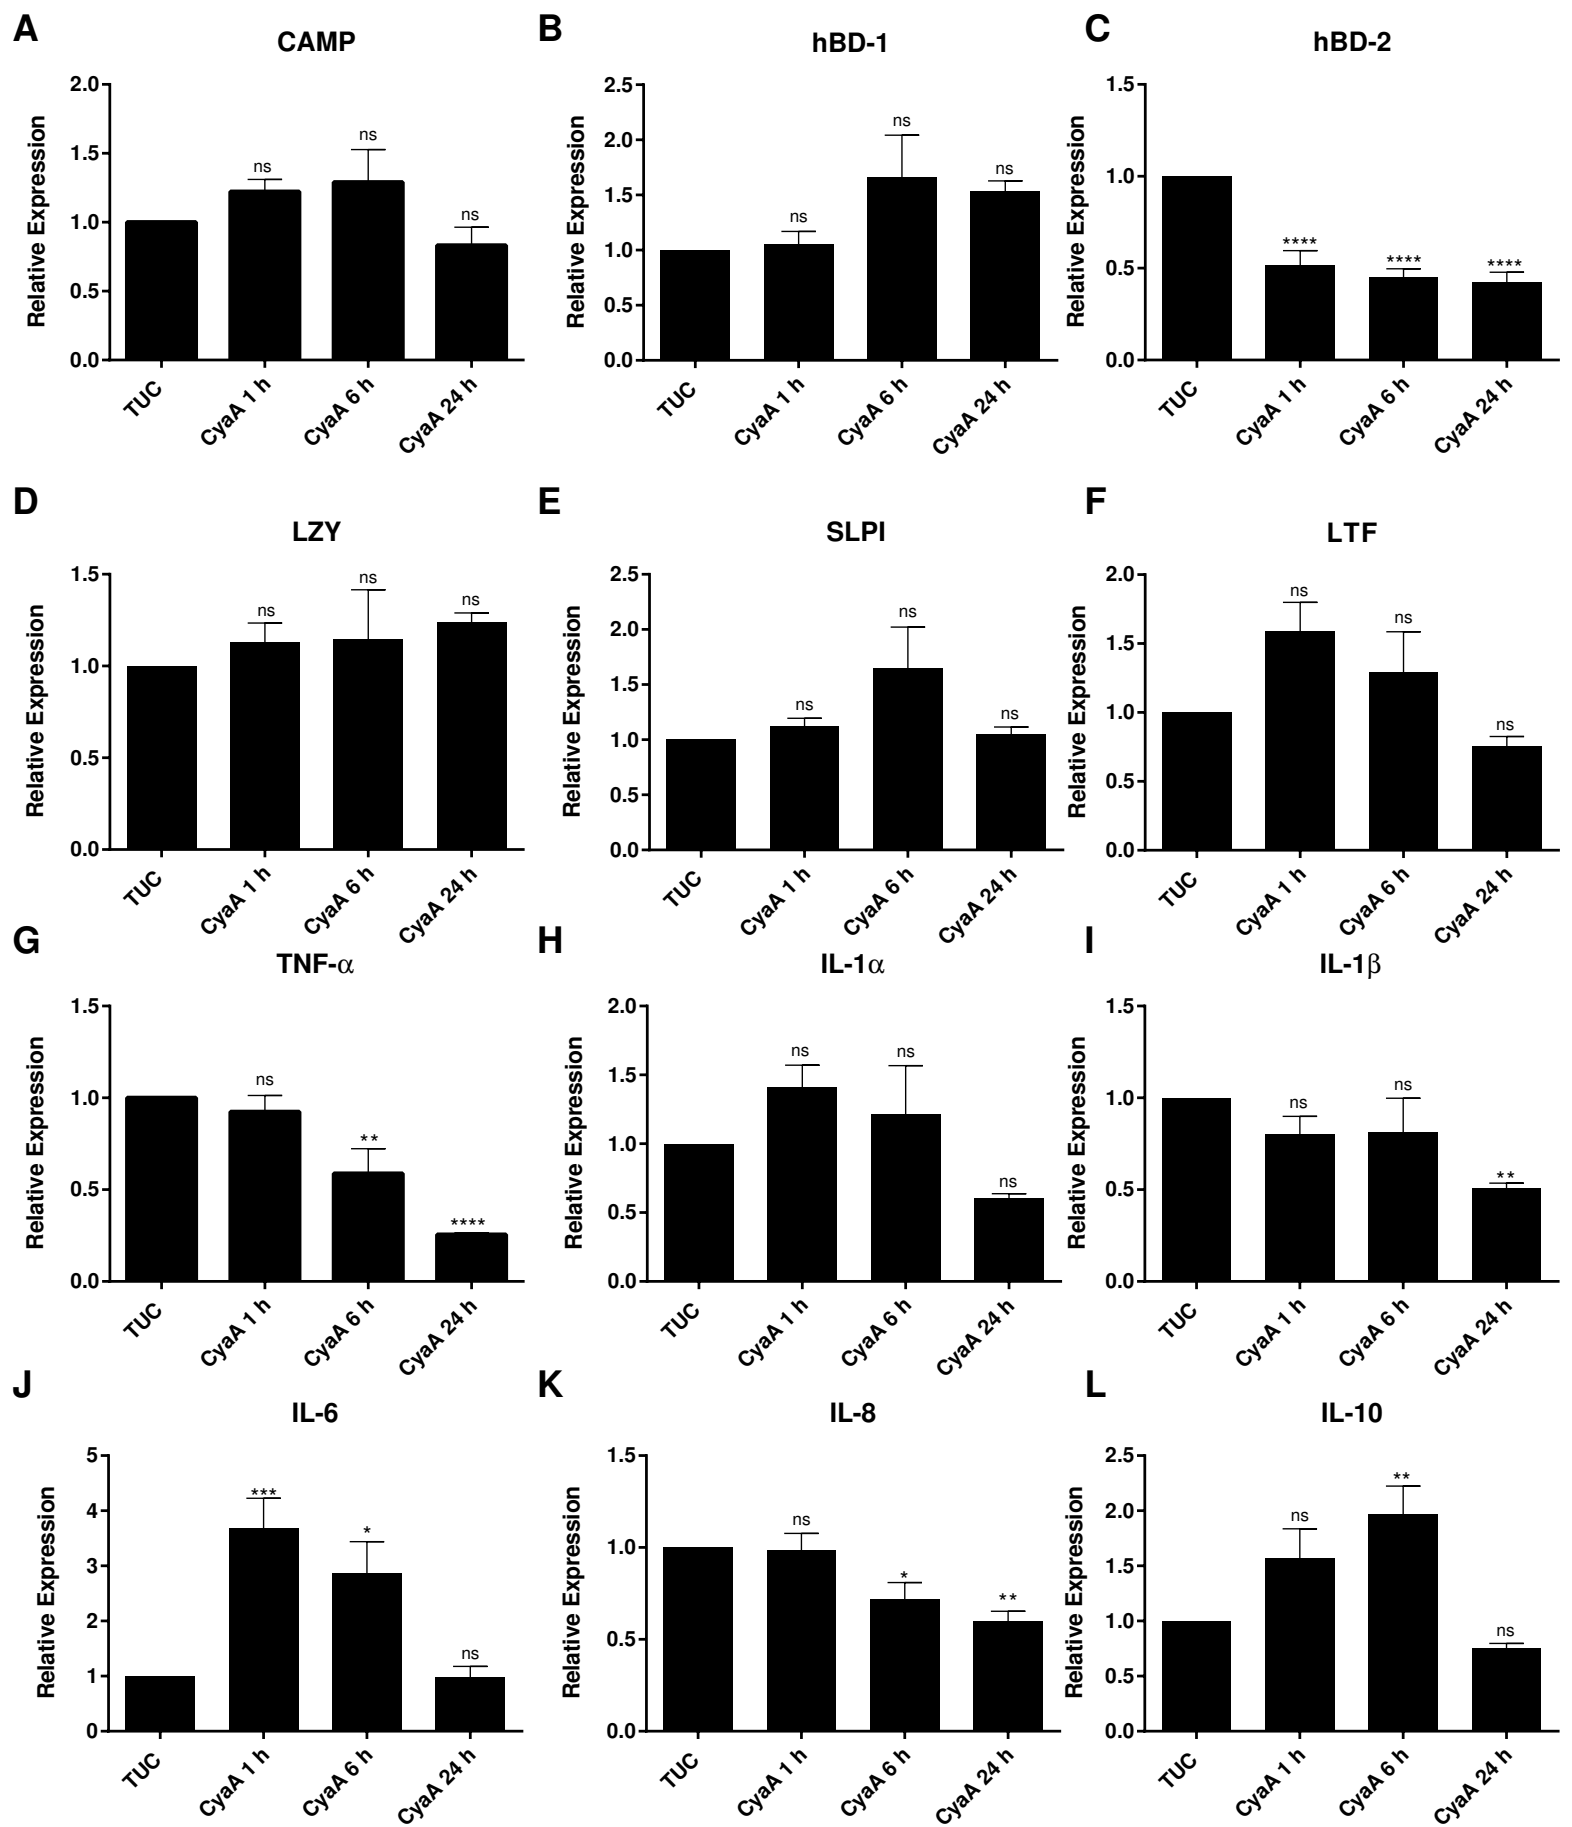 A
CAMP
Relative Expression
2.0
1.5
1.0
0.5
0.0
ns
ns
ns
TUC
CyaA 1 h
CyaA 6 h
CyaA 24 h
B
hBD-1
Relative Expression
2.5
2.0
1.5
1.0
0.5
0.0
ns
ns
ns
TUC
CyaA 1 h
CyaA 6 h
CyaA 24 h
C
hBD-2
Relative Expression
1.5
1.0
0.5
0.0
****
****
****
TUC
CyaA 1 h
CyaA 6 h
CyaA 24 h
D
LZY
Relative Expression
1.5
1.0
0.5
0.0
ns
ns
ns
TUC
CyaA 1 h
CyaA 6 h
CyaA 24 h
E
SLPI
Relative Expression
2.5
2.0
1.5
1.0
0.5
0.0
ns
ns
ns
TUC
CyaA 1 h
CyaA 6 h
CyaA 24 h
F
LTF
Relative Expression
2.0
1.5
1.0
0.5
0.0
ns
ns
ns
TUC
CyaA 1 h
CyaA 6 h
CyaA 24 h
G
TNF-α
Relative Expression
1.5
1.0
0.5
0.0
ns
**
****
TUC
CyaA 1 h
CyaA 6 h
CyaA 24 h
H
IL-1α
Relative Expression
2.0
1.5
1.0
0.5
0.0
ns
ns
ns
TUC
CyaA 1 h
CyaA 6 h
CyaA 24 h
I
IL-1β
Relative Expression
1.5
1.0
0.5
0.0
ns
ns
**
TUC
CyaA 1 h
CyaA 6 h
CyaA 24 h
J
IL-6
Relative Expression
5
4
3
2
1
0
***
*
ns
TUC
CyaA 1 h
CyaA 6 h
CyaA 24 h
K
IL-8
Relative Expression
1.5
1.0
0.5
0.0
ns
*
**
TUC
CyaA 1 h
CyaA 6 h
CyaA 24 h
L
IL-10
Relative Expression
2.5
2.0
1.5
1.0
0.5
0.0
ns
**
ns
TUC
CyaA 1 h
CyaA 6 h
CyaA 24 h